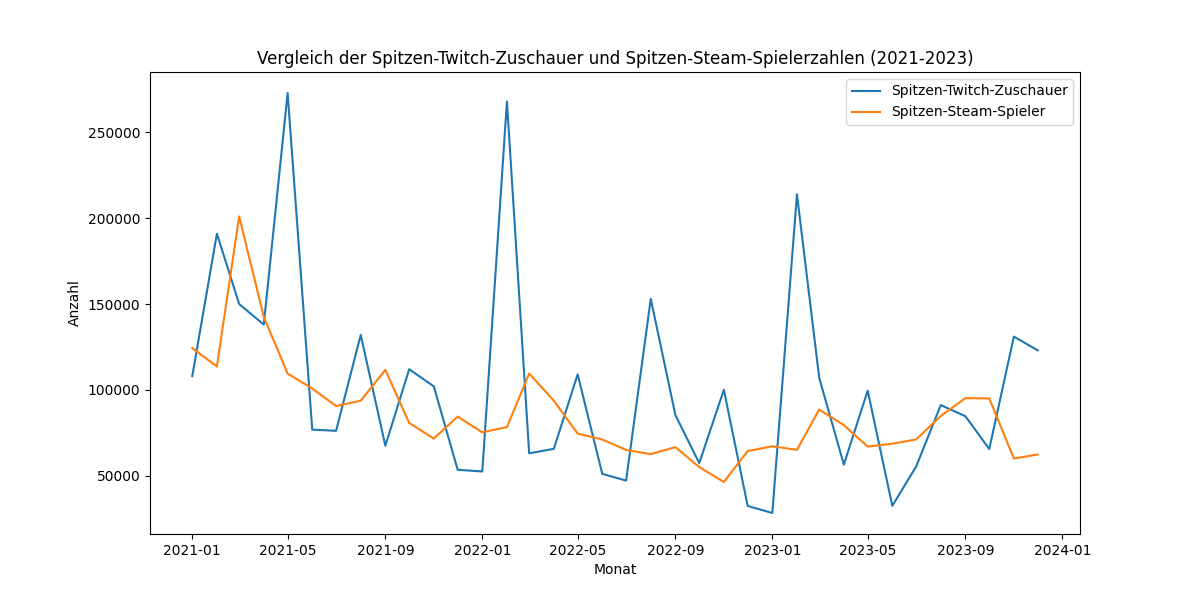 Vergleich der Spitzen-Twitch-Zuschauer und Spitzen-Steam-Spielerzahlen (2021-2023)
Spitzen-Twitch-Zuschauer
Spitzen-Steam-Spieler
Anzahl
250000
200000
150000
100000
50000
2021-01 2021-05 2021-09 2022-01 2022-05 2022-09 2023-01 2023-05 2023-09 2024-01
Monat